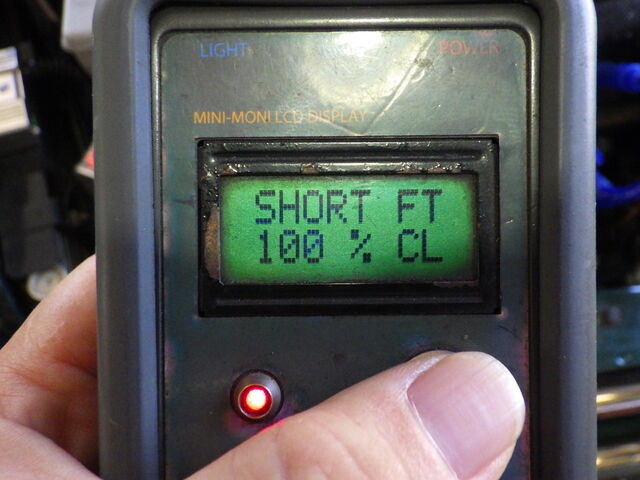 LIGHT POWER
MINI-MONI LCD DISPLAY
SHORT FT
100 % CL